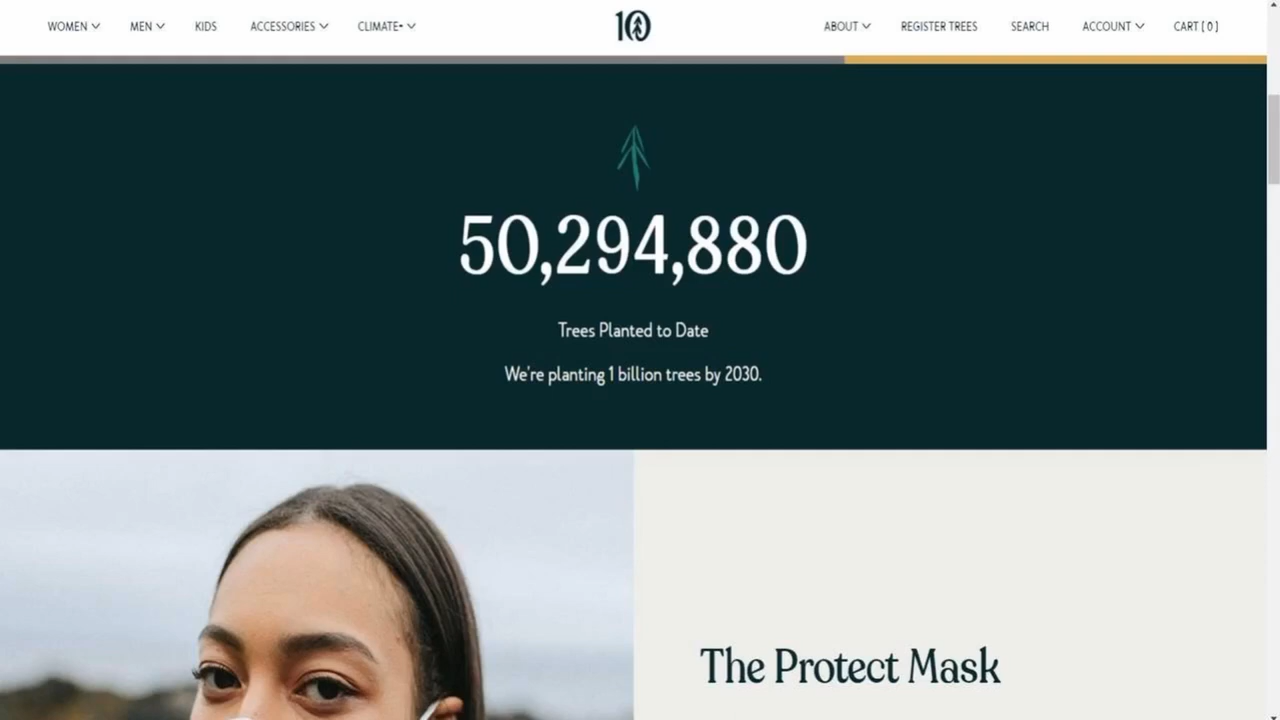 WOMEN MEN KIDS ACCESSORIES CLIMATE+ 10 ABOUT REGISTER TREES SEARCH ACCOUNT CART [ 0 ]
50,294,880
Trees Planted to Date
We're planting 1 billion trees by 2030.
The Protect Mask